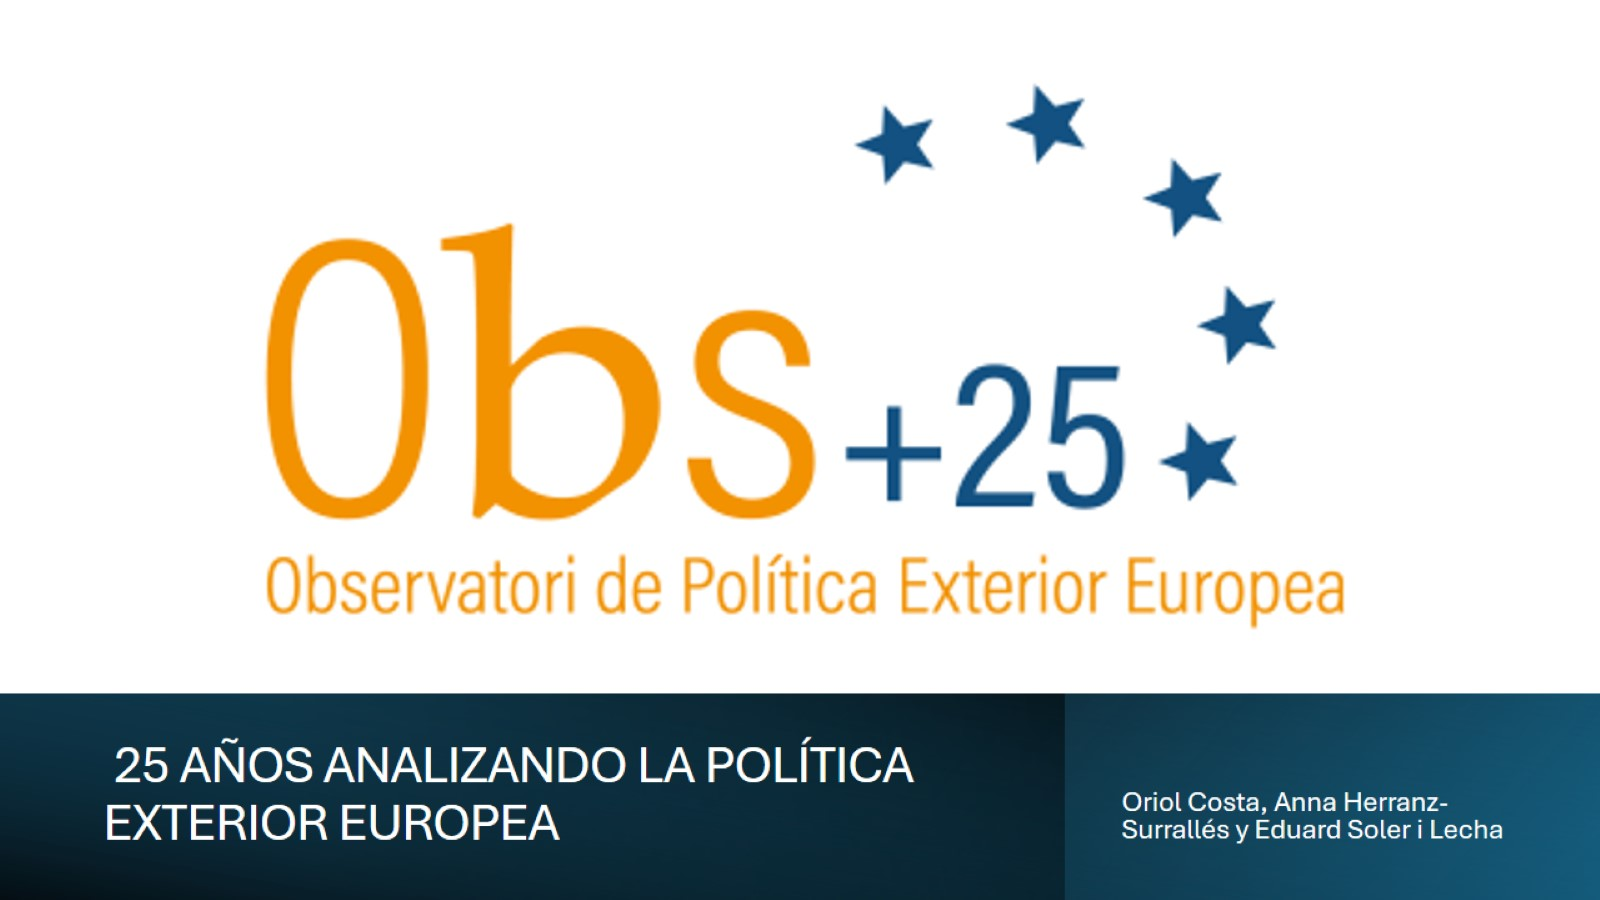 Obs +25
Observatori de Política Exterior Europea
25 AÑOS ANALIZANDO LA POLÍTICA
EXTERIOR EUROPEA
Oriol Costa, Anna Herranz-
Surrallés y Eduard Soler i Lecha